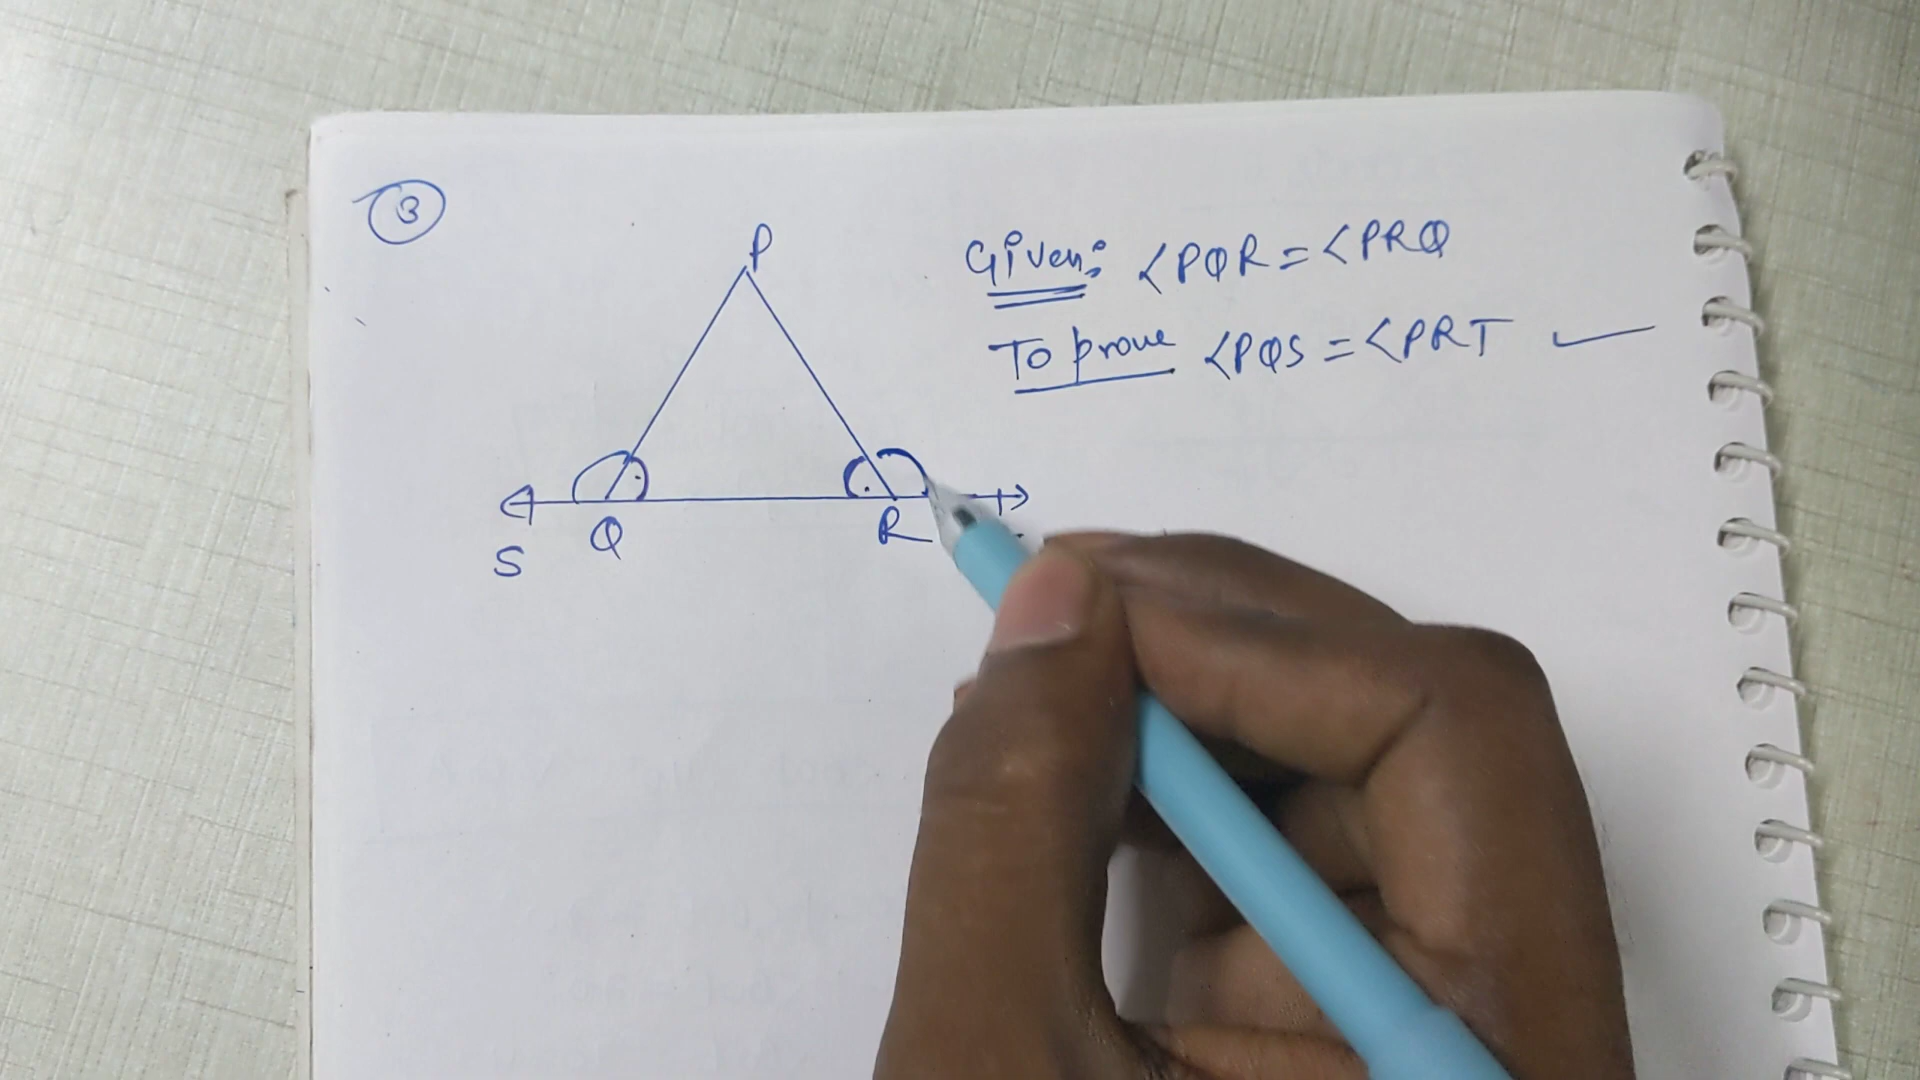 3
P
Given: ∠PQR = ∠PRQ
To prove ∠PQS = ∠PRT
S Q R